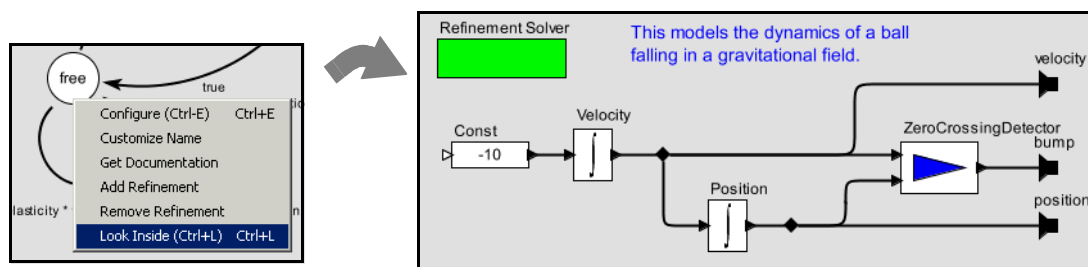 free
true
Configure (Ctrl-E) Ctrl+E
Customize Name
Get Documentation
Add Refinement
Remove Refinement
Look Inside (Ctrl+L) Ctrl+L
lasticity *
n
Refinement Solver
This models the dynamics of a ball
falling in a gravitational field.
velocity
Const
-10
Velocity
∫
ZeroCrossingDetector
bump
Position
∫
position